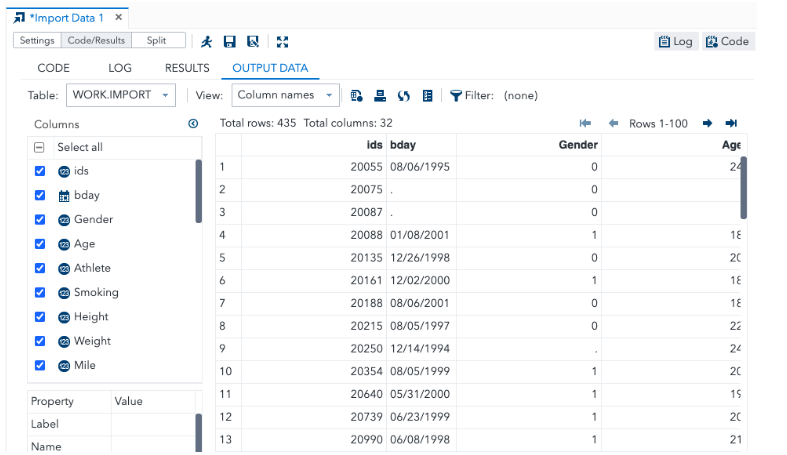 *Import Data 1 ×
Settings Code/Results Split Log Code
CODE LOG RESULTS OUTPUT DATA
Table: WORK.IMPORT View: Column names Filter: (none)
Columns Total rows: 435 Total columns: 32 Rows 1-100
Select all
ids
bday
Gender
Age
Athlete
Smoking
Height
Weight
Mile
Property Value
Label
Name
ids bday Gender Age
1 20055 08/06/1995 0 24
2 20075 . 0
3 20087 . 0
4 20088 01/08/2001 1 18
5 20135 12/26/1998 0 20
6 20161 12/02/2000 1 18
7 20188 08/06/2001 0 18
8 20215 08/05/1997 0 22
9 20250 12/14/1994 . 24
10 20354 08/05/1999 1 20
11 20640 05/31/2000 1 19
12 20739 06/23/1999 1 20
13 20990 06/08/1998 1 21